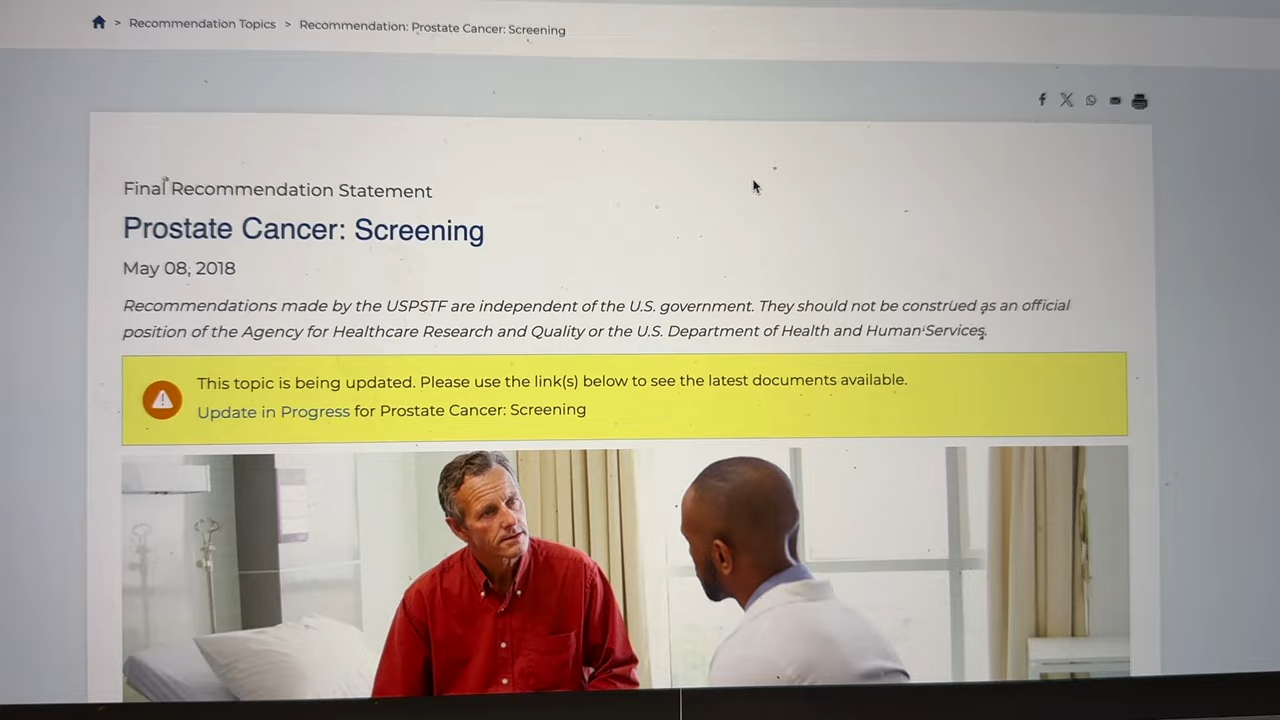 > Recommendation Topics > Recommendation: Prostate Cancer: Screening
Final Recommendation Statement
Prostate Cancer: Screening
May 08, 2018
Recommendations made by the USPSTF are independent of the U.S. government. They should not be construed as an official
position of the Agency for Healthcare Research and Quality or the U.S. Department of Health and Human Services.
This topic is being updated. Please use the link(s) below to see the latest documents available.
Update in Progress for Prostate Cancer: Screening